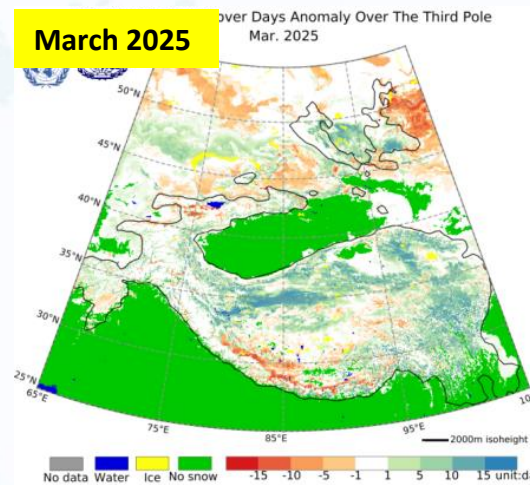 March 2025
over Days Anomaly Over The Third Pole
Mar. 2025
50°N
45°N
40°N
35°N
30°N
25°N
65°E
75°E
85°E
95°E
10
2000m isoheight
No data Water Ice No snow -15 -10 -5 -1 1 5 10 15 unit:d